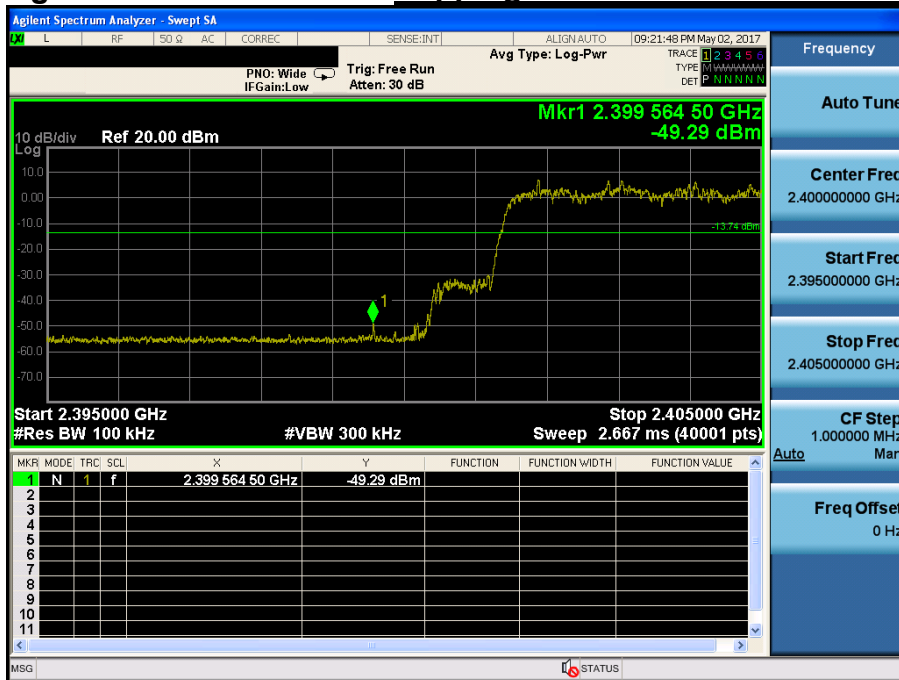 Agilent Spectrum Analyzer - Swept SA
LXI L RF 50 Ω AC CORREC SENSE:INT ALIGN AUTO 09:21:48 PM May 02, 2017
Avg Type: Log-Pwr
TRACE 1 2 3 4 5 6
PNO: Wide Trig: Free Run
TYPE M WWWWW
IFGain:Low Atten: 30 dB
DET P N N N N N
Mkr1 2.399 564 50 GHz
-49.29 dBm
10 dB/div Ref 20.00 dBm
Log
10.0
0.00
-10.0
-13.74 dBm
-20.0
-30.0
-40.0
1
-50.0
-60.0
-70.0
Start 2.395000 GHz Stop 2.405000 GHz
#Res BW 100 kHz #VBW 300 kHz Sweep 2.667 ms (40001 pts)
MKR MODE TRC SCL X Y FUNCTION FUNCTION WIDTH FUNCTION VALUE
1 N 1 f 2.399 564 50 GHz -49.29 dBm
2
3
4
5
6
7
8
9
10
11
MSG STATUS
Frequency
Auto Tune
Center Freq
2.400000000 GHz
Start Freq
2.395000000 GHz
Stop Freq
2.405000000 GHz
CF Step
1.000000 MHz
Auto Man
Freq Offset
0 Hz